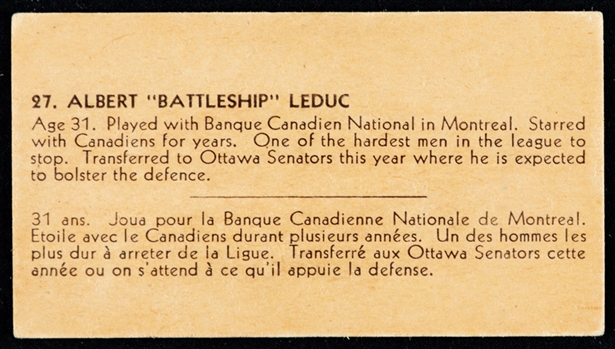 27. ALBERT "BATTLESHIP" LEDUC
Age 31. Played with Banque Canadien National in Montreal. Starred
with Canadiens for years. One of the hardest men in the league to
stop. Transferred to Ottawa Senators this year where he is expected
to bolster the defence.
31 ans. Joua pour la Banque Canadienne Nationale de Montreal.
Etoile avec le Canadiens durant plusieurs années. Un des hommes les
plus dur à arreter de la Ligue. Transferré aux Ottawa Senators cette
année ou on s'attend à ce qu'il appuie la defense.